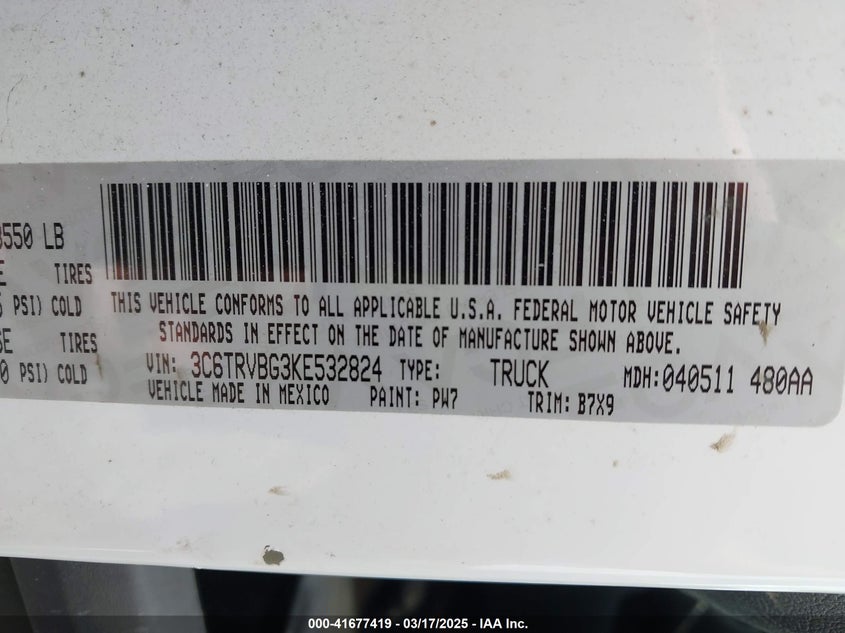 550 LB
TIRES
PSI) COLD
TIRES
0 PSI) COLD
THIS VEHICLE CONFORMS TO ALL APPLICABLE U.S.A. FEDERAL MOTOR VEHICLE SAFETY
STANDARDS IN EFFECT ON THE DATE OF MANUFACTURE SHOWN ABOVE.
VIN: 3C6TRVBG3KE532824 TYPE: TRUCK MDH:040511 480AA
VEHICLE MADE IN MEXICO PAINT: PW7 TRIM: B7X9
000-41677419 - 03/17/2025 - IAA Inc.